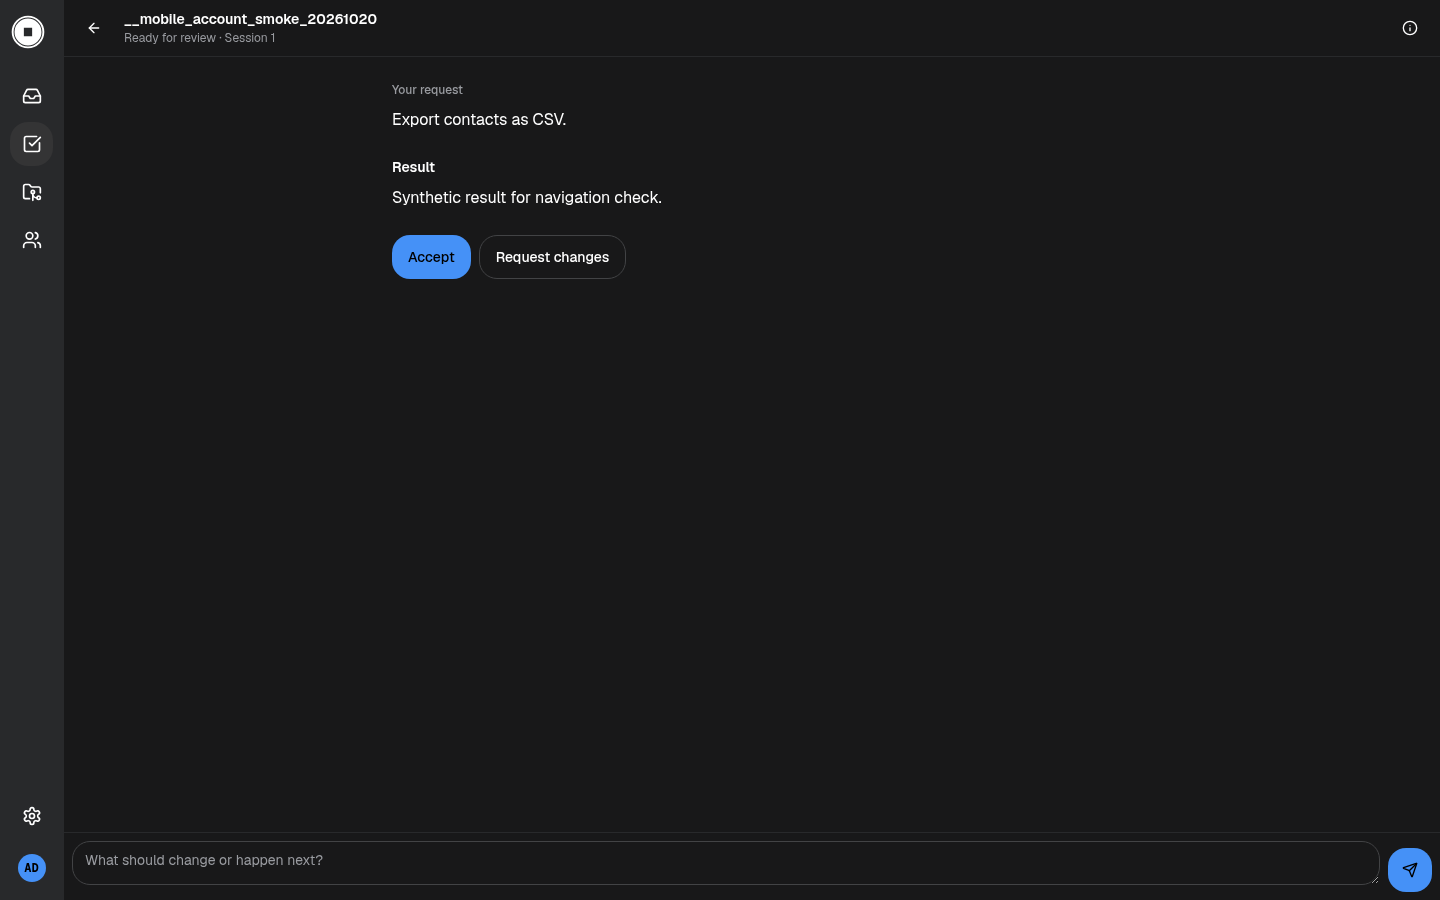 __mobile_account_smoke_20261020
Ready for review · Session 1
Your request
Export contacts as CSV.
Result
Synthetic result for navigation check.
Accept
Request changes
AD
What should change or happen next?